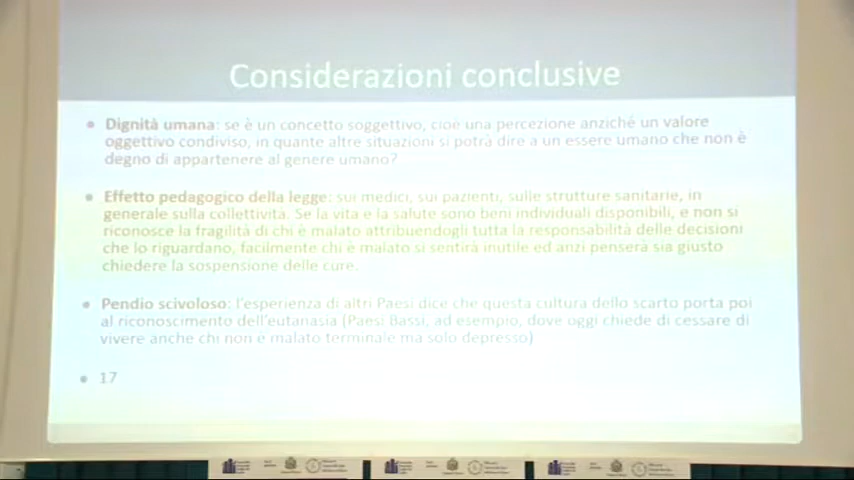 Considerazioni conclusive
• Dignità umana: se è un concetto soggettivo, cioè una percezione anziché un valore
oggettivo condiviso, in quante altre situazioni si potrà dire a un essere umano che non è
degno di appartenere al genere umano?
• Effetto pedagogico della legge: sui medici, sui pazienti, sulle strutture sanitarie, in
generale sulla collettività. Se la vita e la salute sono beni individuali disponibili, e non si
riconosce la fragilità di chi è malato attribuendogli tutta la responsabilità delle decisioni
che lo riguardano, facilmente chi è malato si sentirà inutile ed anzi penserà sia giusto
chiedere la sospensione delle cure.
• Pendio scivoloso: l'esperienza di altri Paesi dice che questa cultura dello scarto porta poi
al riconoscimento dell'eutanasia (Paesi Bassi, ad esempio, dove oggi chiede di cessare di
vivere anche chi non è malato terminale ma solo depresso)
• 17